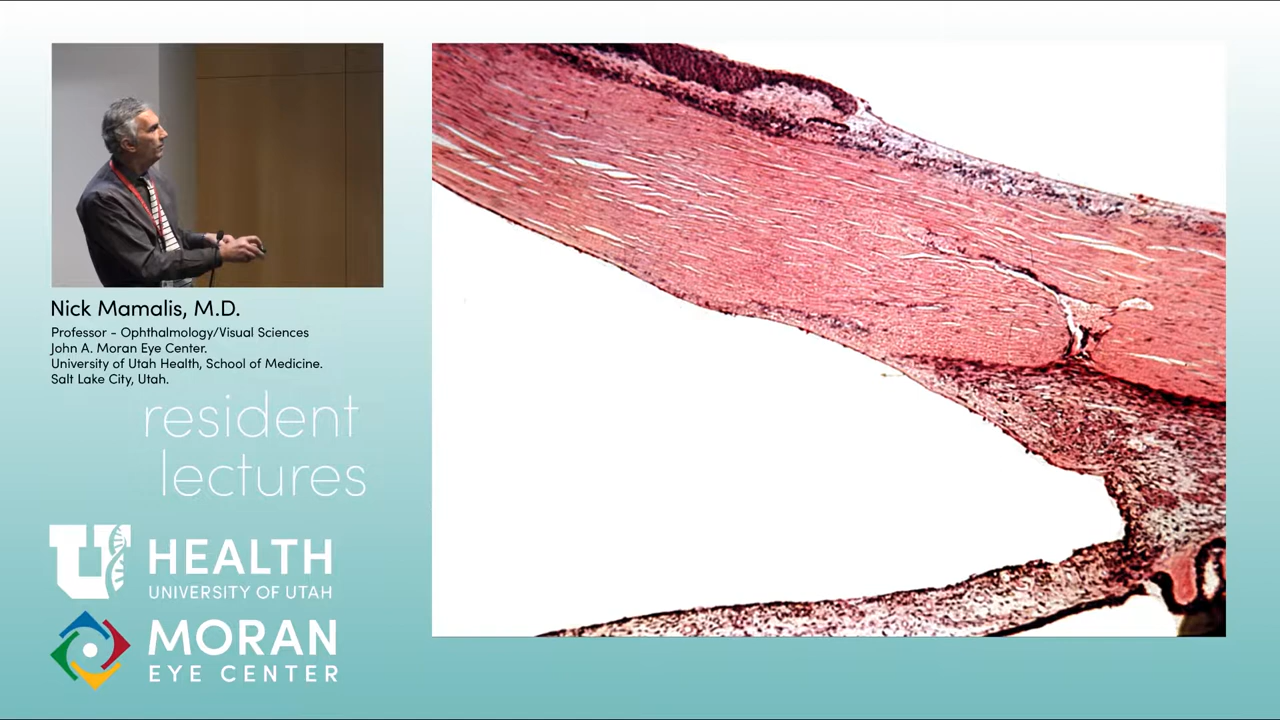 Nick Mamalis, M.D.
Professor - Ophthalmology/Visual Sciences
John A. Moran Eye Center.
University of Utah Health, School of Medicine.
Salt Lake City, Utah.
resident
lectures
U HEALTH
UNIVERSITY OF UTAH
MORAN
EYE CENTER